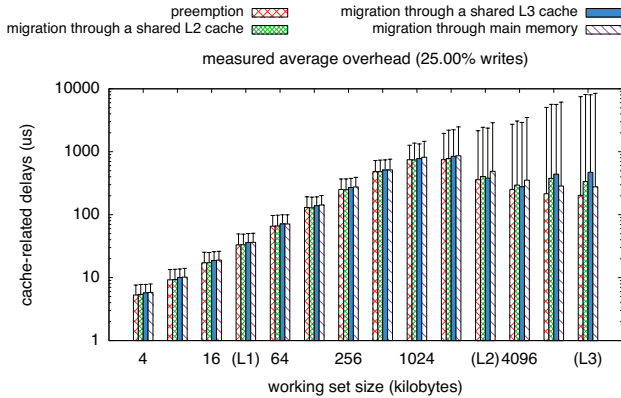 preemption
migration through a shared L2 cache
migration through a shared L3 cache
migration through main memory
measured average overhead (25.00% writes)
cache-related delays (us)
10000
1000
100
10
1
4 16 (L1) 64 256 1024 (L2) 4096 (L3)
working set size (kilobytes)